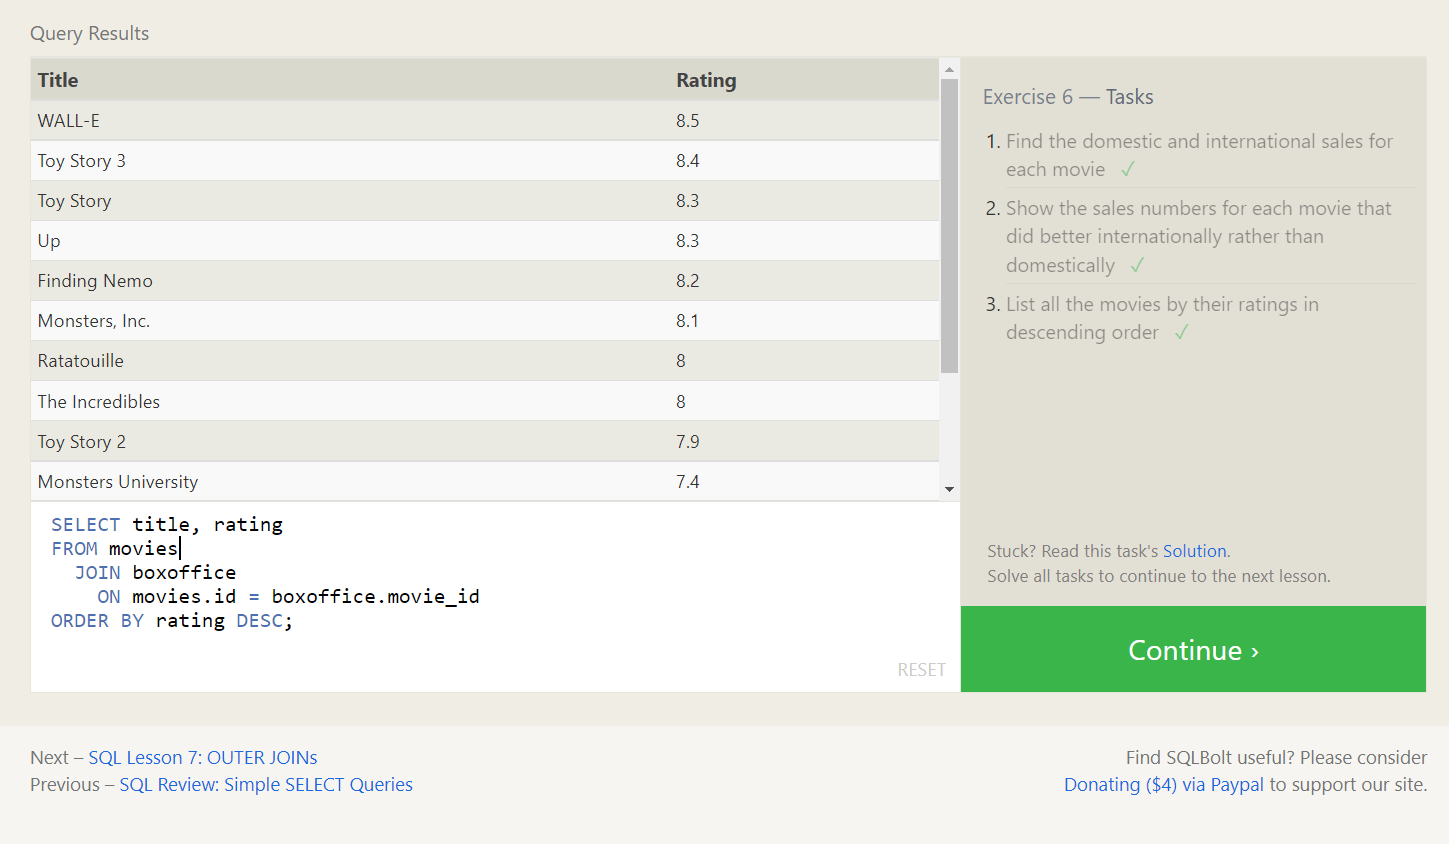 Query Results
Title Rating
WALL-E 8.5
Toy Story 3 8.4
Toy Story 8.3
Up 8.3
Finding Nemo 8.2
Monsters, Inc. 8.1
Ratatouille 8
The Incredibles 8
Toy Story 2 7.9
Monsters University 7.4
SELECT title, rating
FROM movies
JOIN boxoffice
ON movies.id = boxoffice.movie_id
ORDER BY rating DESC;
RESET
Exercise 6 — Tasks
1. Find the domestic and international sales for
each movie ✓
2. Show the sales numbers for each movie that
did better internationally rather than
domestically ✓
3. List all the movies by their ratings in
descending order ✓
Stuck? Read this task's Solution.
Solve all tasks to continue to the next lesson.
Continue ›
Next – SQL Lesson 7: OUTER JOINs
Previous – SQL Review: Simple SELECT Queries
Find SQLBolt useful? Please consider
Donating ($4) via Paypal to support our site.